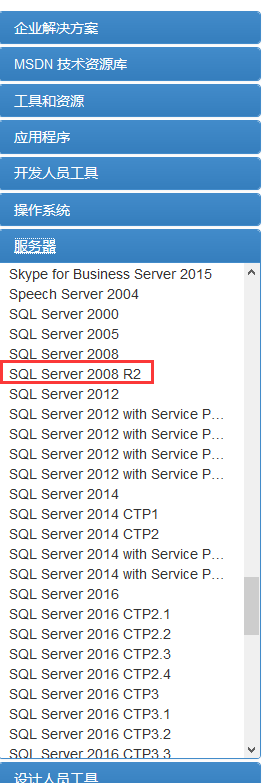 企业解决方案
MSDN 技术资源库
工具和资源
应用程序
开发人员工具
操作系统
服务器
Skype for Business Server 2015
Speech Server 2004
SQL Server 2000
SQL Server 2005
SQL Server 2008
SQL Server 2008 R2
SQL Server 2012
SQL Server 2012 with Service P...
SQL Server 2012 with Service P...
SQL Server 2012 with Service P...
SQL Server 2012 with Service P...
SQL Server 2014
SQL Server 2014 CTP1
SQL Server 2014 CTP2
SQL Server 2014 with Service P...
SQL Server 2014 with Service P...
SQL Server 2016
SQL Server 2016 CTP2.1
SQL Server 2016 CTP2.2
SQL Server 2016 CTP2.3
SQL Server 2016 CTP2.4
SQL Server 2016 CTP3
SQL Server 2016 CTP3.1
SQL Server 2016 CTP3.2
SQL Server 2016 CTP3.3
设计人员工具